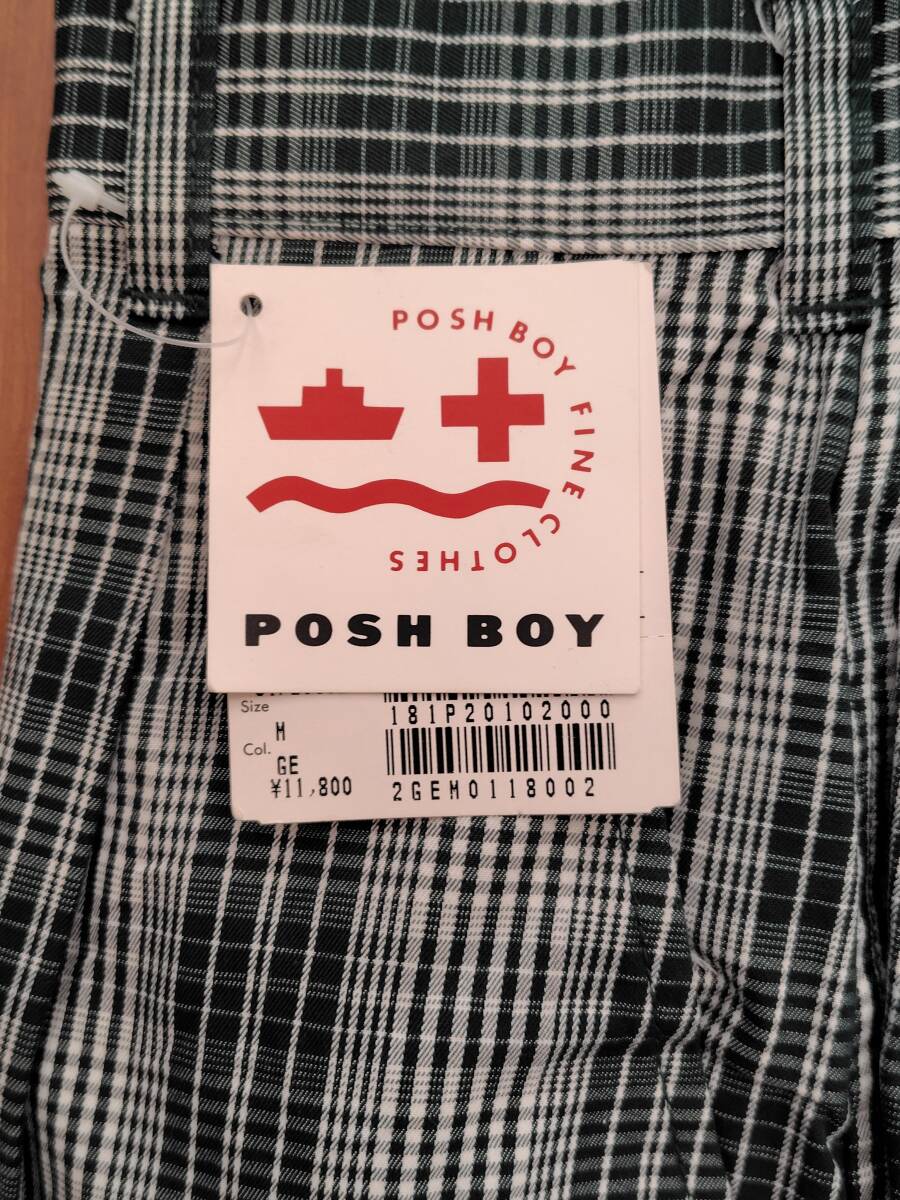 POSH BOY FINE CLOTHES
POSH BOY
181P20102000
Size
M
Col.
GE
¥11,800
2GEM0118002